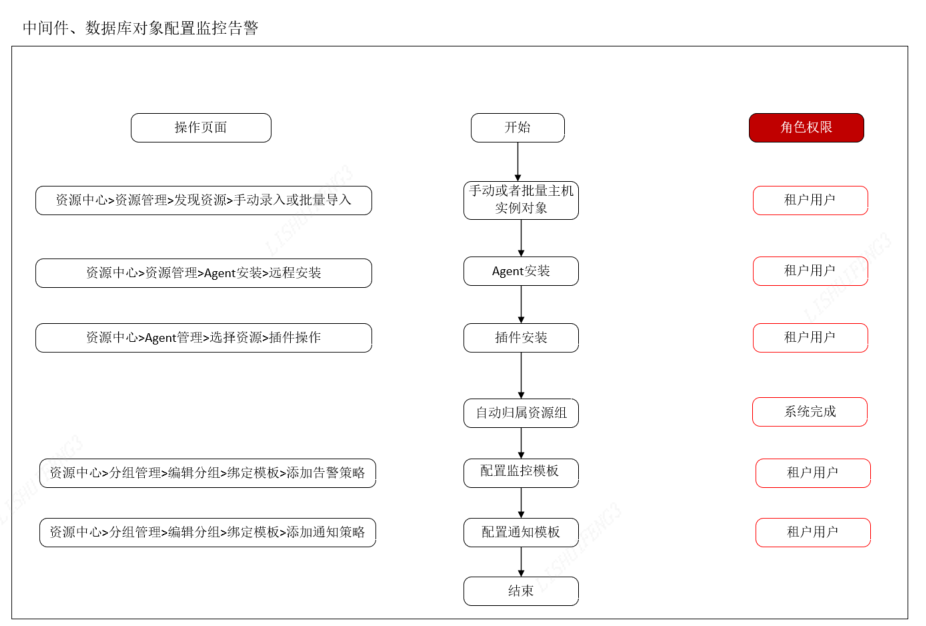 中间件、数据库对象配置监控告警
操作页面
开始
角色权限
资源中心>资源管理>发现资源>手动录入或批量导入
手动或者批量主机
实例对象
租户用户
资源中心>资源管理>Agent安装>远程安装
Agent安装
租户用户
资源中心>Agent管理>选择资源>插件操作
插件安装
租户用户
自动归属资源组
系统完成
资源中心>分组管理>编辑分组>绑定模板>添加告警策略
配置监控模板
租户用户
资源中心>分组管理>编辑分组>绑定模板>添加通知策略
配置通知模板
租户用户
结束